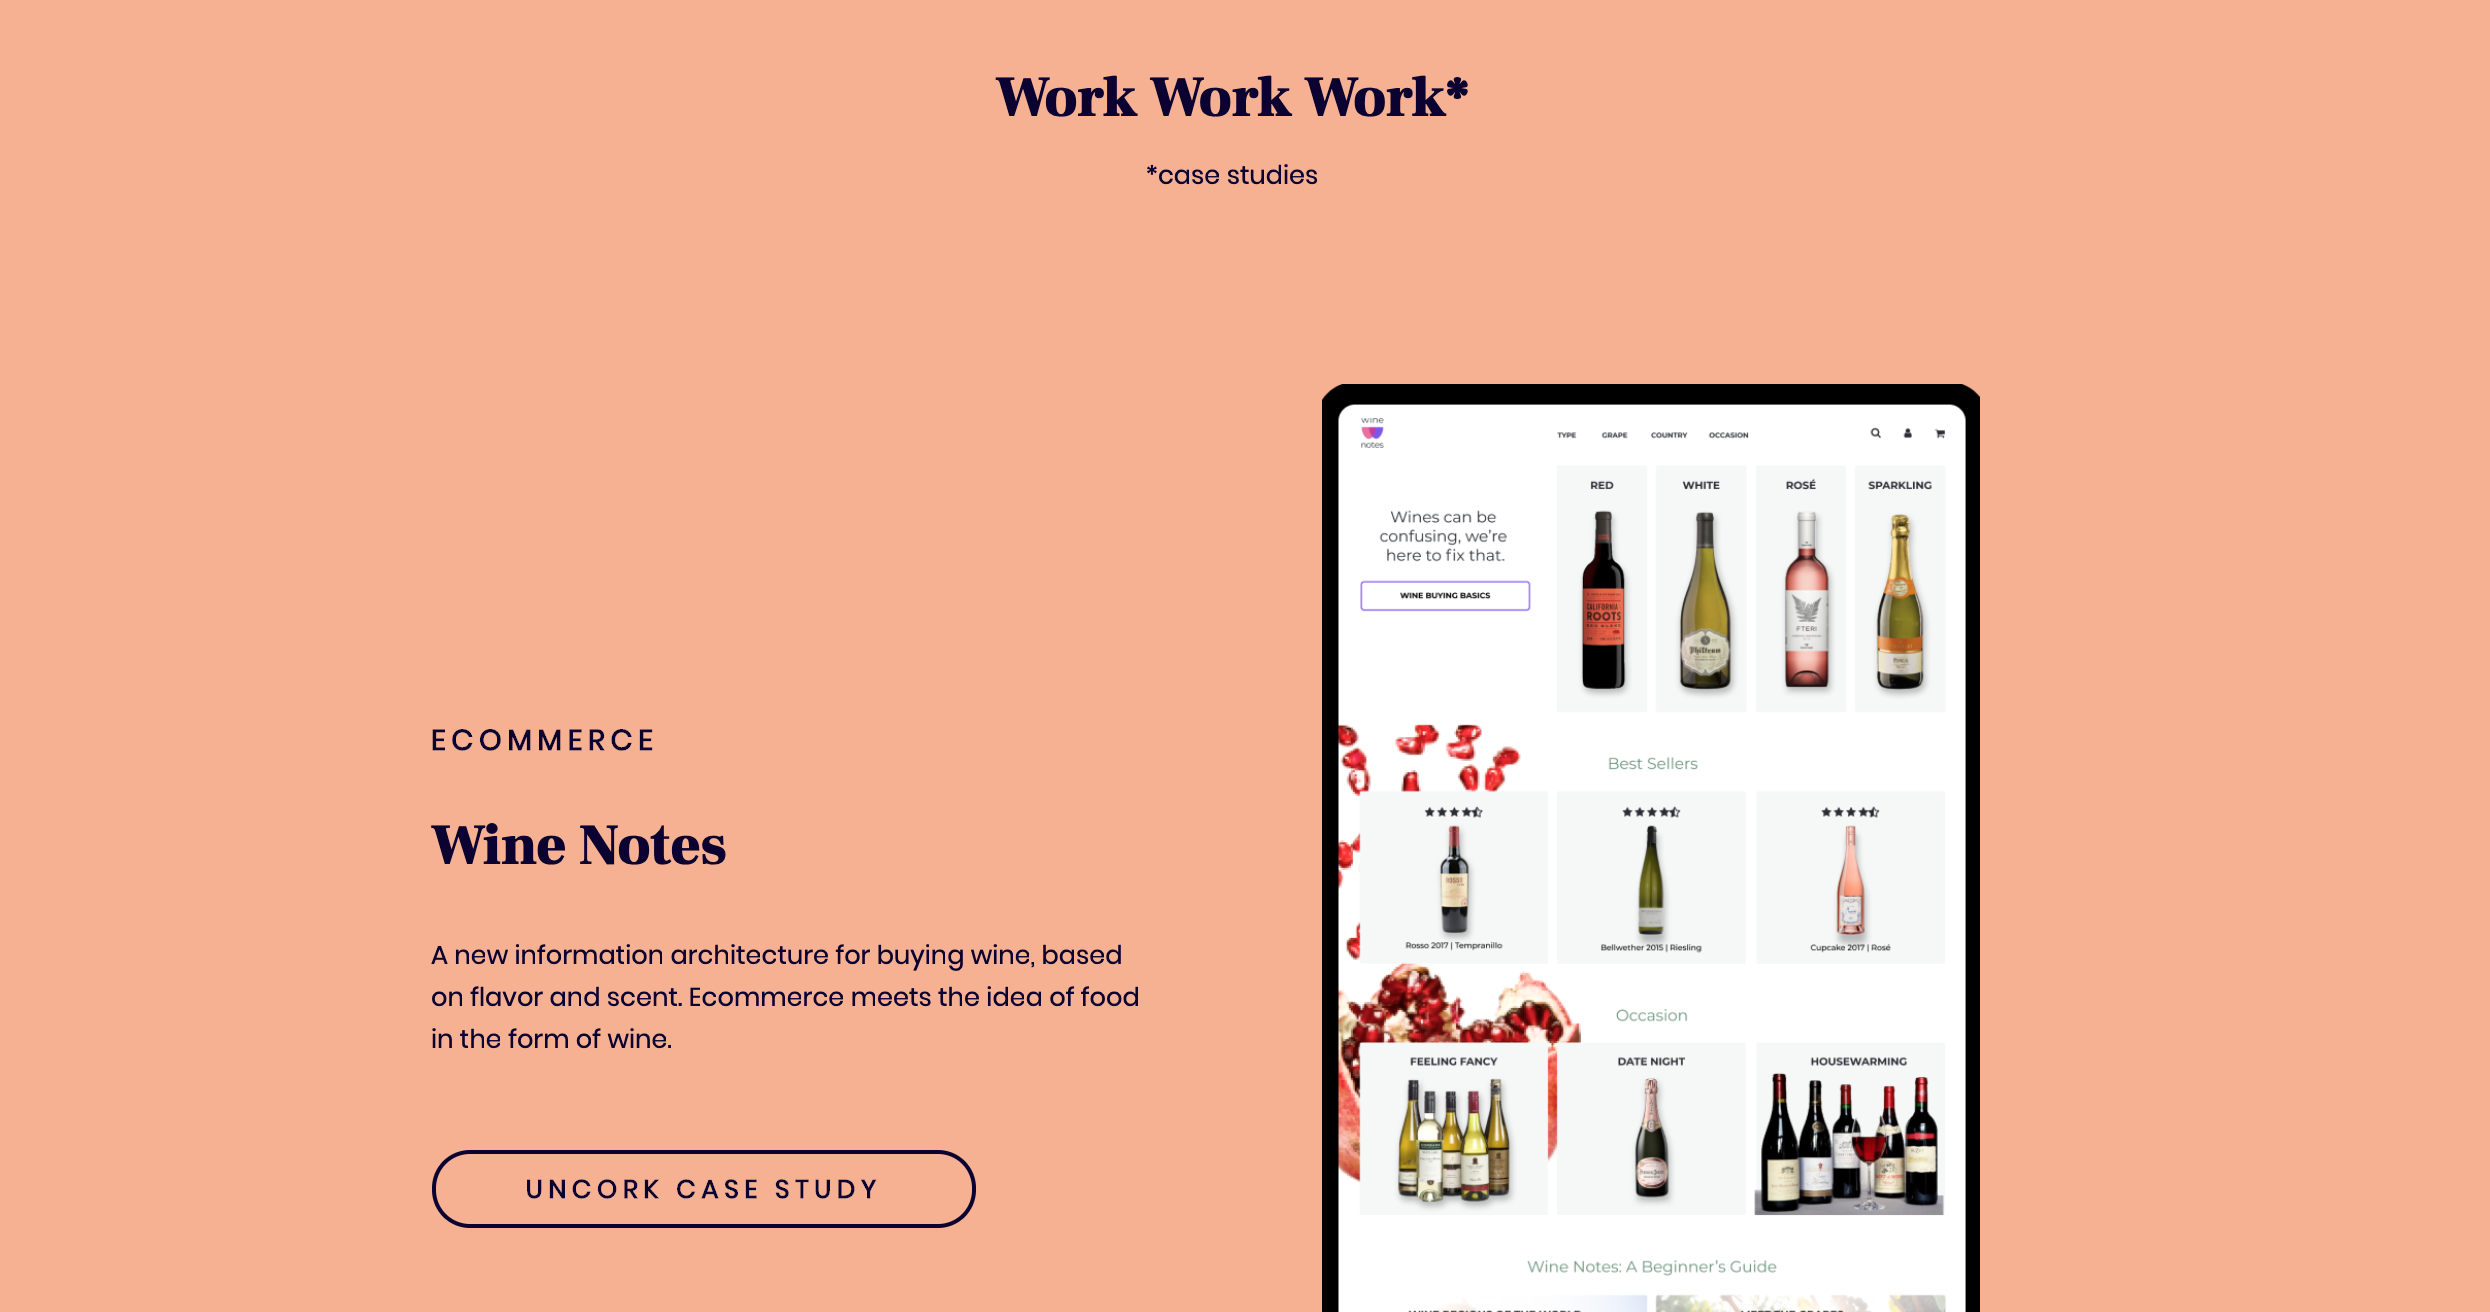 Work Work Work*
*case studies
ECOMMERCE
Wine Notes
A new information architecture for buying wine, based
on flavor and scent. Ecommerce meets the idea of food
in the form of wine.
UNCORK CASE STUDY
wine
notes
TYPE GRAPE COUNTRY OCCASION
Wines can be
confusing, we're
here to fix that.
WINE BUYING BASICS
RED WHITE ROSÉ SPARKLING
CALIFORNIA
ROOTS
FTERI
Best Sellers
Rosso 2017 | Tempranillo
Bellwether 2015 | Riesling
Cupcake 2017 | Rosé
Occasion
FEELING FANCY
DATE NIGHT
HOUSEWARMING
Wine Notes: A Beginner's Guide